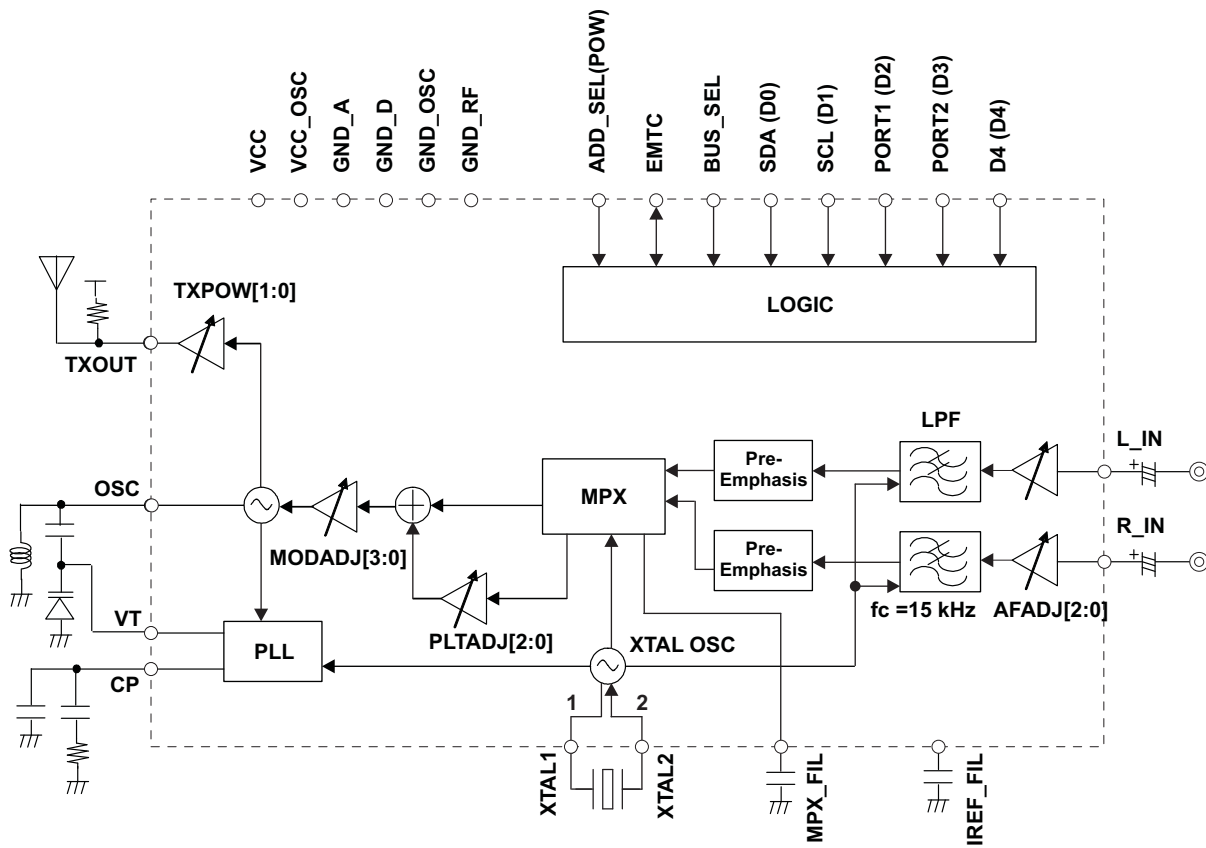 VCC
VCC_OSC
GND_A
GND_D
GND_OSC
GND_RF
ADD_SEL(POW)
EMTC
BUS_SEL
SDA (D0)
SCL (D1)
PORT1 (D2)
PORT2 (D3)
D4 (D4)
LOGIC
TXPOW[1:0]
TXOUT
LPF
L_IN
+
Pre-
Emphasis
MPX
OSC
R_IN
+
Pre-
Emphasis
MODADJ[3:0]
fc =15 kHz
AFADJ[2:0]
VT
PLTADJ[2:0]
XTAL OSC
PLL
CP
1
2
XTAL1
XTAL2
MPX_FIL
IREF_FIL